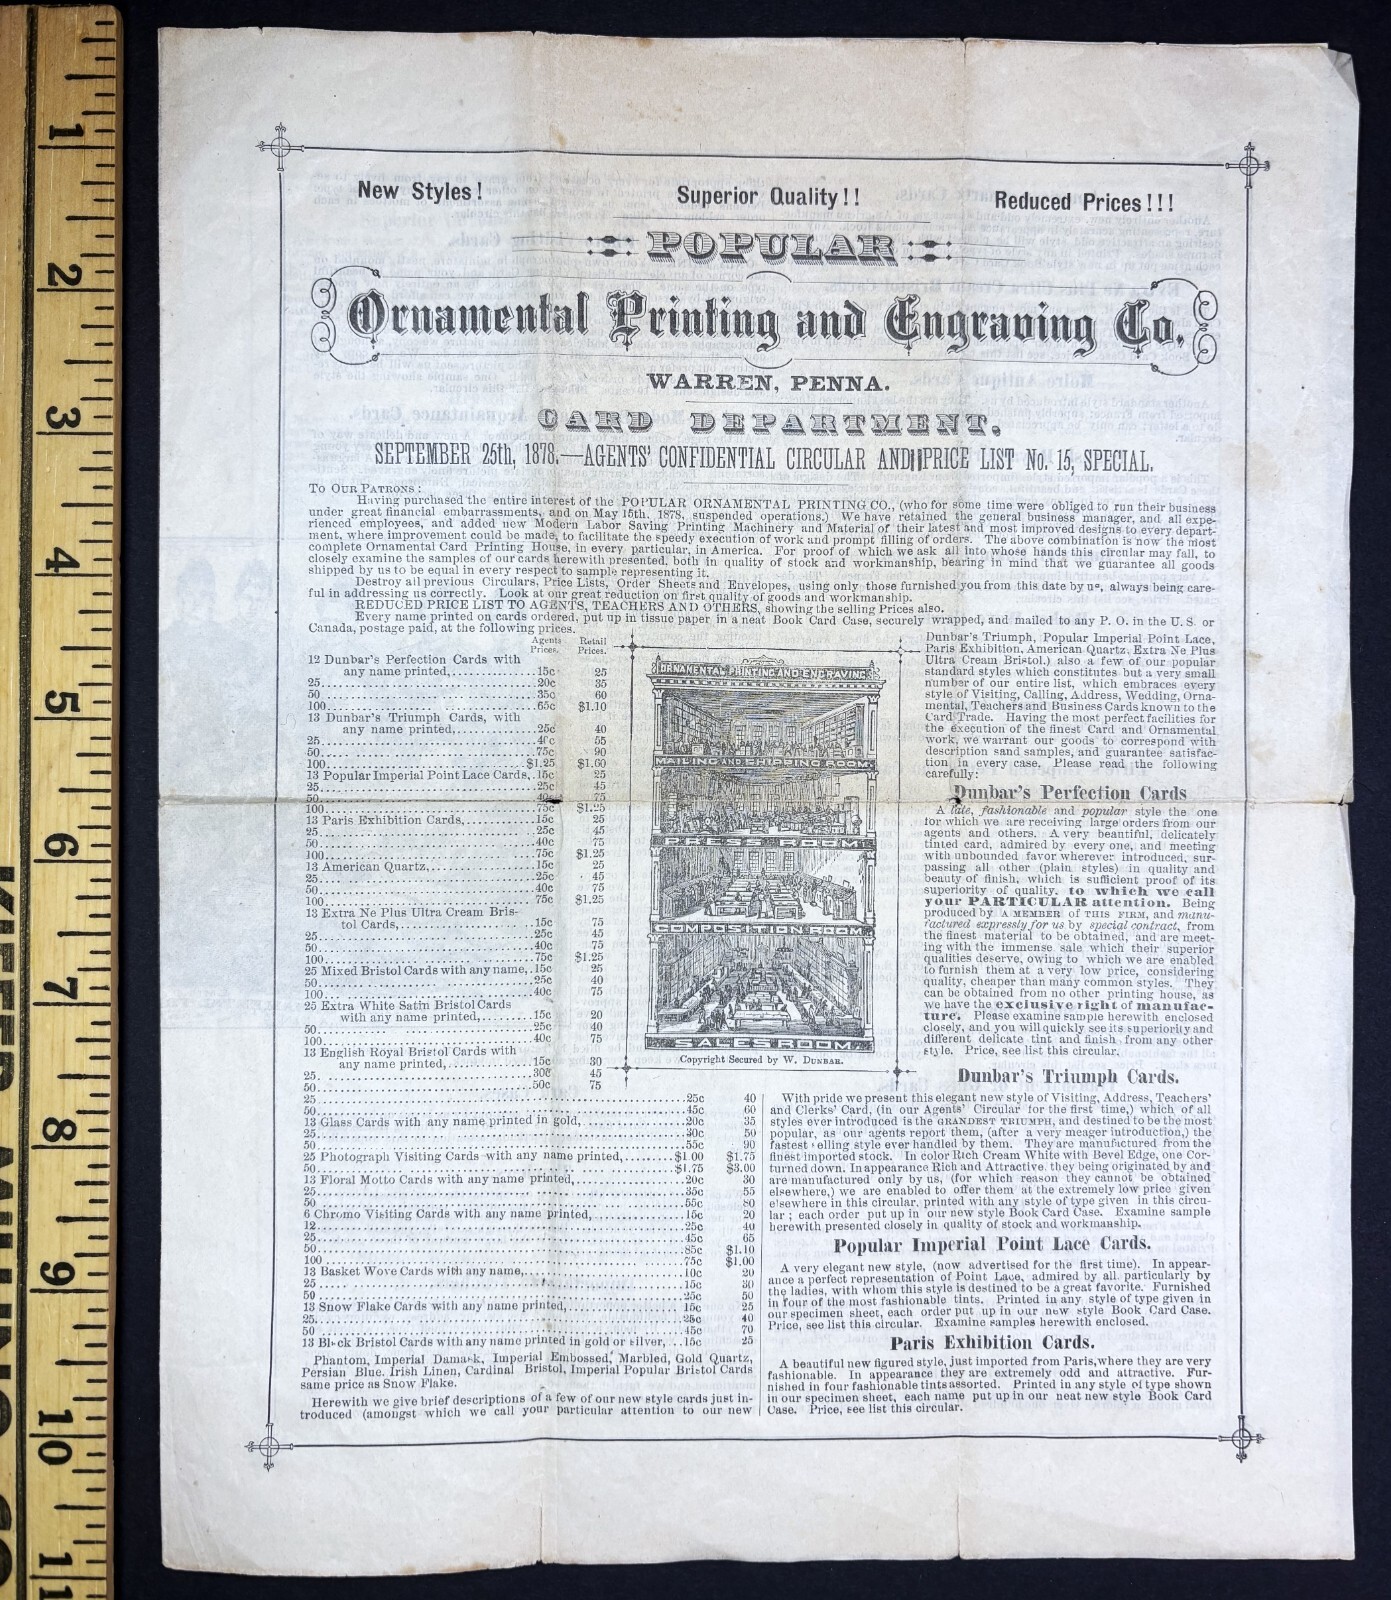 New Styles! Superior Quality!! Reduced Prices!!!
POPULAR
Ornamental Printing and Engraving Co.
WARREN, PENNA.
CARD DEPARTMENT.
SEPTEMBER 25th, 1878.—AGENTS' CONFIDENTIAL CIRCULAR AND PRICE LIST No. 15, SPECIAL.
TO OUR PATRONS:
Having purchased the entire interest of the POPULAR ORNAMENTAL PRINTING CO., (who for some time were obliged to run their business
under great financial embarrassments, and on May 15th, 1878, suspended operations.) We have retained the general business manager, and all expe-
rienced employees, and added new Modern Labor Saving Printing Machinery and Material of their latest and most improved designs to every depart-
ment, where improvement could be made, to facilitate the speedy execution of work and prompt filling of orders. The above combination is now the most
complete Ornamental Card Printing House, in every particular, in America. For proof of which we ask all into whose hands this circular may fall, to
closely examine the samples of our cards herewith presented, both in quality of stock and workmanship, bearing in mind that we guarantee all goods
shipped by us to be equal in every respect to sample representing it.
Destroy all previous Circulars, Price Lists, Order Sheets and Envelopes, using only those furnished you from this date by us, always being care-
ful in addressing us correctly. Look at our great reduction on first quality of goods and workmanship.
REDUCED PRICE LIST TO AGENTS, TEACHERS AND OTHERS, showing the selling Prices also.
Every name printed on cards ordered, put up in tissue paper in a neat Book Card Case, securely wrapped, and mailed to any P. O. in the U. S. or
Canada, postage paid, at the following prices.
Agents Prices. Retail Prices.
12 Dunbar's Perfection Cards with
any name printed,............15c 25
25....................20c 35
50....................35c 60
100....................65c $1.10
13 Dunbar's Triumph Cards, with
any name printed,............25c 40
25....................40c 55
50....................75c 90
100....................$1.25 $1.60
13 Popular Imperial Point Lace Cards,..15c 25
25....................25c 45
50....................40c 75
100....................75c $1.25
13 Paris Exhibition Cards,............15c 25
25....................25c 45
50....................40c 75
100....................75c $1.25
13 American Quartz,............15c 25
25....................25c 45
50....................40c 75
100....................75c $1.25
13 Extra Ne Plus Ultra Cream Bris-
tol Cards,....................15c 75
25....................25c 45
50....................40c 75
100....................75c $1.25
25 Mixed Bristol Cards with any name,..15c 25
50....................25c 40
100....................40c 75
25 Extra White Satin Bristol Cards
with any name printed,........15c 20
50....................25c 40
100....................40c 75
13 English Royal Bristol Cards with
any name printed,............15c 30
25....................30c 45
50....................50c 75
25....................25c 40
50....................45c 60
13 Glass Cards with any name printed in gold,............20c 35
25....................30c 50
50....................55c 90
25 Photograph Visiting Cards with any name printed,........$1.00 $1.75
50....................$1.75 $3.00
13 Floral Motto Cards with any name printed,............20c 30
25....................35c 55
50....................55c 80
6 Chromo Visiting Cards with any name printed,............15c 20
12....................25c 40
25....................45c 65
50....................85c $1.10
100....................75c $1.00
13 Basket Wove Cards with any name,............10c 20
25....................15c 30
50....................25c 50
13 Snow Flake Cards with any name printed,............15c 25
25....................25c 40
50....................45c 70
13 Black Bristol Cards with any name printed in gold or silver,...15c 25
Phantom, Imperial Damask, Imperial Embossed, Marbled, Gold Quartz,
Persian Blue, Irish Linen, Cardinal Bristol, Imperial Popular Bristol Cards
same price as Snow Flake.
Herewith we give brief descriptions of a few of our new style cards just in-
troduced (amongst which we call your particular attention to our new
ORNAMENTAL PRINTING AND ENGRAVING
MAILING AND SHIPPING ROOM.
PRESS ROOM
COMPOSITION ROOM.
SALES ROOM.
Copyright Secured by W. DUNBAR.
Dunbar's Triumph, Popular Imperial Point Lace,
Paris Exhibition, American Quartz, Extra Ne Plus
Ultra Cream Bristol.) also a few of our popular
standard styles which constitutes but a very small
number of our entire list, which embraces every
style of Visiting, Calling, Address, Wedding, Orna-
mental, Teachers and Business Cards known to the
Card Trade. Having the most perfect facilities for
the execution of the finest Card and Ornamental
work, we warrant our goods to correspond with
description sand samples, and guarantee satisfac-
tion in every case. Please read the following
carefully:
Dunbar's Perfection Cards
A late, fashionable and popular style the one
for which we are receiving large orders from our
agents and others. A very beautiful, delicately
tinted card, admired by every one, and meeting
with unbounded favor wherever introduced, sur-
passing all other (plain styles) in quality and
beauty of finish, which is sufficient proof of its
superiority of quality, to which we call
your PARTICULAR attention. Being
produced by A MEMBER OF THIS FIRM, and manu-
factured expressly for us by special contract, from
the finest material to be obtained, and are meet-
ing with the immense sale which their superior
qualities deserve, owing to which we are enabled
to furnish them at a very low price, considering
quality, cheaper than many common styles. They
can be obtained from no other printing house, as
we have the exclusive right of manufac-
ture. Please examine sample herewith enclosed
closely, and you will quickly see its superiority and
different delicate tint and finish from any other
style. Price, see list this circular.
Dunbar's Triumph Cards.
With pride we present this elegant new style of Visiting, Address, Teachers'
and Clerks' Card, (in our Agents' Circular for the first time,) which of all
styles ever introduced is the GRANDEST TRIUMPH, and destined to be the most
popular, as our agents report them, (after a very meager introduction,) the
fastest selling style ever handled by them. They are manufactured from the
finest imported stock. In color Rich Cream White with Bevel Edge, one Cor-
turned down. In appearance Rich and Attractive, they being originated by and
are manufactured only by us, (for which reason they cannot be obtained
elsewhere,) we are enabled to offer them at the extremely low price given
elsewhere in this circular, printed with any style of type given in this circu-
lar; each order put up in our new style Book Card Case. Examine sample
herewith presented closely in quality of stock and workmanship.
Popular Imperial Point Lace Cards.
A very elegant new style, (now advertised for the first time). In appear-
ance a perfect representation of Point Lace, admired by all, particularly by
the ladies, with whom this style is destined to be a great favorite. Furnished
in four of the most fashionable tints. Printed in any style of type given in
our specimen sheet, each order put up in our new style Book Card Case.
Price, see list this circular. Examine samples herewith enclosed.
Paris Exhibition Cards.
A beautiful new figured style, just imported from Paris, where they are very
fashionable. In appearance they are extremely odd and attractive. Fur-
nished in four fashionable tints assorted. Printed in any style of type shown
in our specimen sheet, each name put up in our neat new style Book Card
Case. Price, see list this circular.
1
2
3
4
5
6
7
8
9
10
11